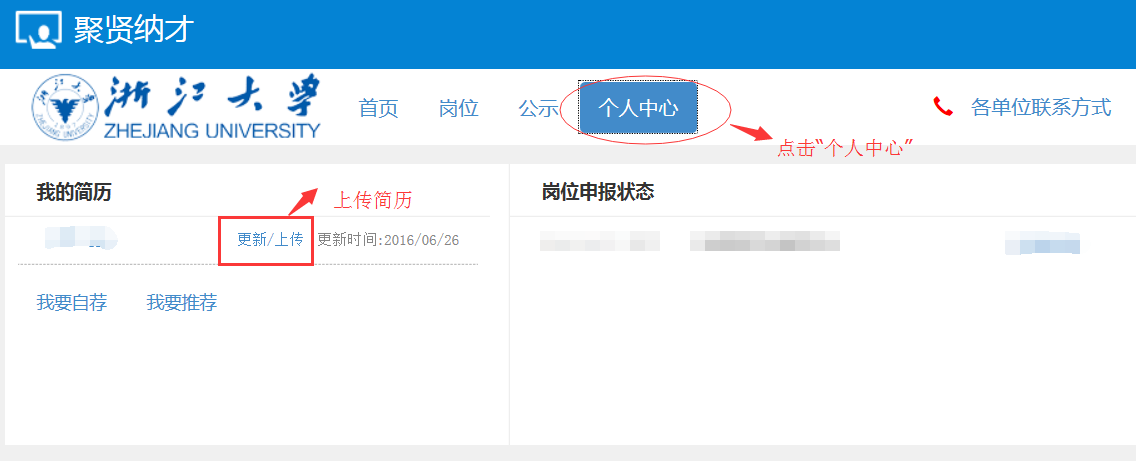 聚贤纳才
浙江大学
ZHEJIANG UNIVERSITY
首页 岗位 公示 个人中心 各单位联系方式
点击“个人中心”
我的简历 岗位申报状态
上传简历
更新/上传 更新时间:2016/06/26
我要自荐 我要推荐